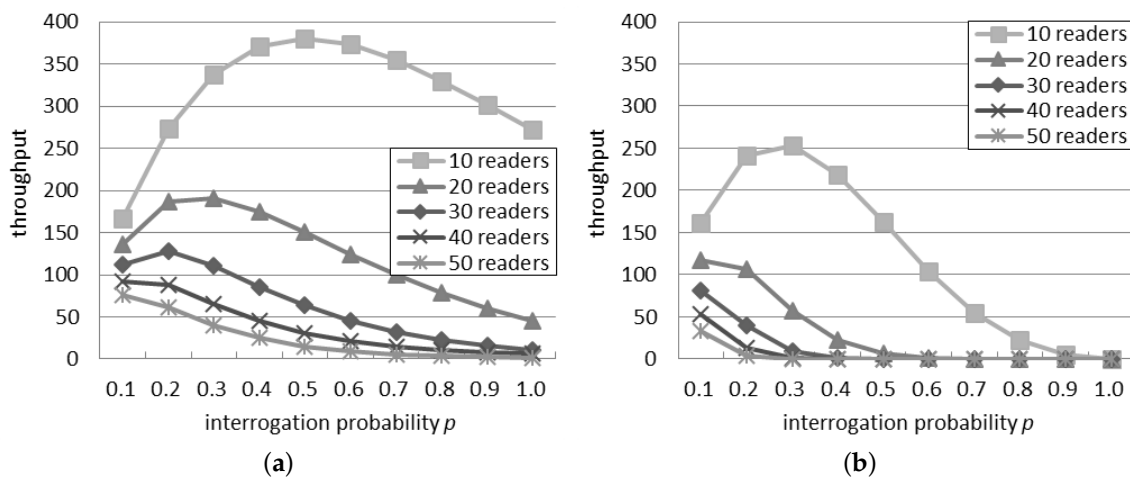 400
350
300
250
200
150
100
50
0
throughput
10 readers
20 readers
30 readers
40 readers
50 readers
0.1 0.2 0.3 0.4 0.5 0.6 0.7 0.8 0.9 1.0
interrogation probability p
(a)
400
350
300
250
200
150
100
50
0
throughput
10 readers
20 readers
30 readers
40 readers
50 readers
0.1 0.2 0.3 0.4 0.5 0.6 0.7 0.8 0.9 1.0
interrogation probability p
(b)